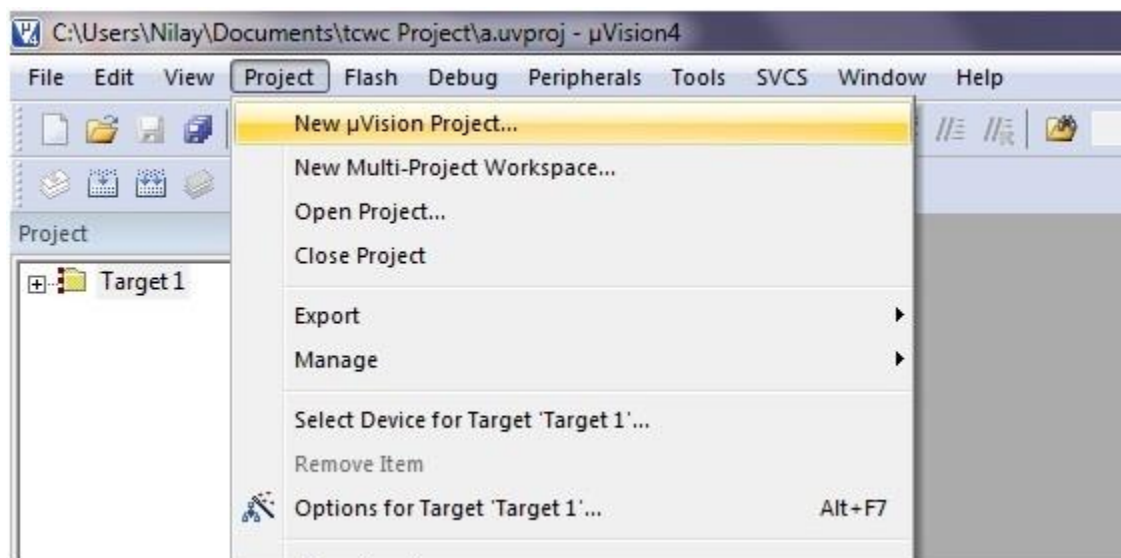 C:\Users\Nilay\Documents\tcwc Project\a.uvproj - µVision4
File Edit View Project Flash Debug Peripherals Tools SVCS Window Help
New µVision Project...
New Multi-Project Workspace...
Open Project...
Close Project
Project
Target 1
Export
Manage
Select Device for Target 'Target 1'...
Remove Item
Options for Target 'Target 1'... Alt+F7